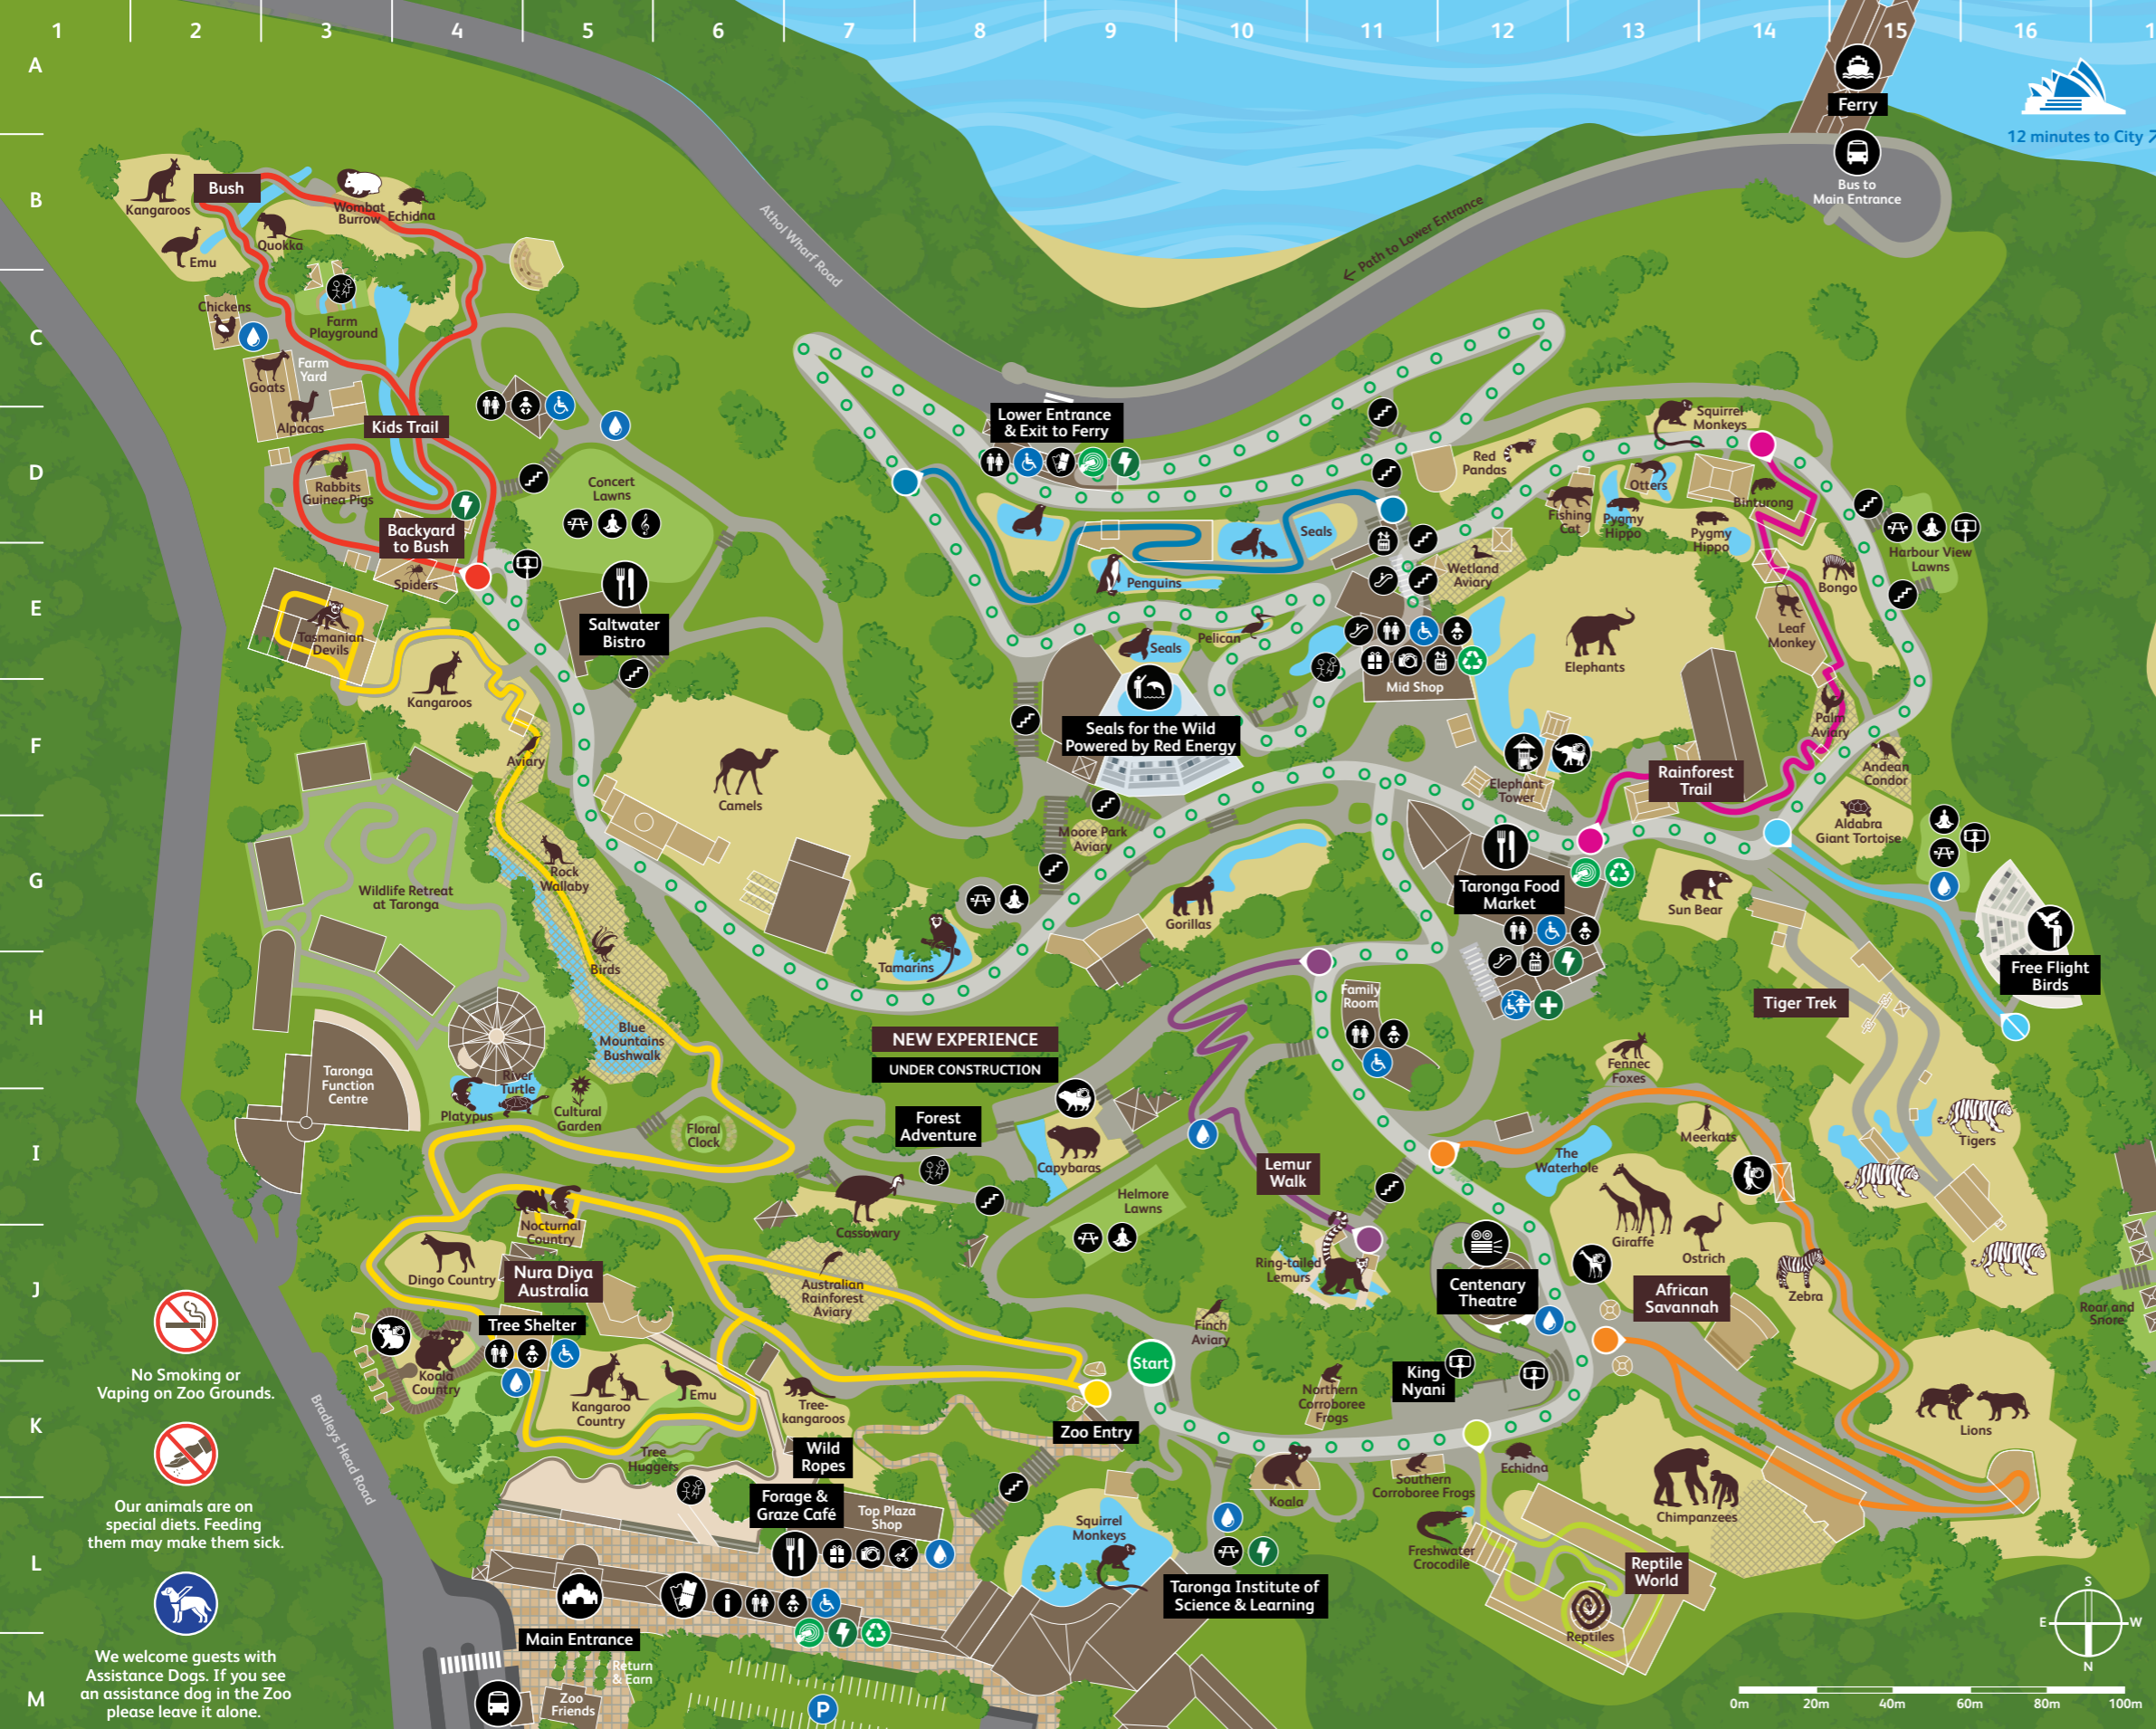 1 2 3 4 5 6 7 8 9 10 11 12 13 14 15 16 1
A
B
C
D
E
F
G
H
I
J
K
L
M
Ferry
12 minutes to City
Bus to
Main Entrance
Athol Wharf Road
← Path to Lower Entrance
Bush
Kangaroos
Emu
Quokka
Wombat
Burrow
Echidna
Chickens
Farm
Playground
Farm
Yard
Goats
Alpacas
Kids Trail
Rabbits
Guinea Pigs
Backyard
to Bush
Spiders
Concert
Lawns
Lower Entrance
& Exit to Ferry
Seals
Penguins
Red
Pandas
Squirrel
Monkeys
Otters
Fishing
Cat
Pygmy
Hippo
Pygmy
Hippo
Binturong
Harbour View
Lawns
Wetland
Aviary
Bongo
Leaf
Monkey
Elephants
Tasmanian
Devils
Kangaroos
Saltwater
Bistro
Seals
Pelican
Mid Shop
Seals for the Wild
Powered by Red Energy
Aviary
Camels
Elephant
Tower
Rainforest
Trail
Palm
Aviary
Andean
Condor
Aldabra
Giant Tortoise
Moore Park
Aviary
Rock
Wallaby
Wildlife Retreat
at Taronga
Gorillas
Taronga Food
Market
Sun Bear
Tamarins
Birds
Free Flight
Birds
Family
Room
Tiger Trek
Blue
Mountains
Bushwalk
NEW EXPERIENCE
UNDER CONSTRUCTION
Fennec
Foxes
Taronga
Function
Centre
River
Turtle
Platypus
Cultural
Garden
Floral
Clock
Forest
Adventure
Capybaras
Meerkats
Tigers
The
Waterhole
Lemur
Walk
Helmore
Lawns
Nocturnal
Country
Cassowary
Giraffe
Ostrich
Dingo Country
Nura Diya
Australia
Australian
Rainforest
Aviary
Ring-tailed
Lemurs
Centenary
Theatre
African
Savannah
Zebra
Roar and
Snore
Tree Shelter
Finch
Aviary
Start
Koala
Country
Kangaroo
Country
Emu
Tree-
kangaroos
Northern
Corroboree
Frogs
King
Nyani
Lions
Zoo Entry
Tree
Huggers
Wild
Ropes
Koala
Southern
Corroboree Frogs
Echidna
Chimpanzees
Forage &
Graze Café
Top Plaza
Shop
Squirrel
Monkeys
Freshwater
Crocodile
Reptile
World
Taronga Institute of
Science & Learning
Reptiles
Main Entrance
Return
& Earn
Zoo
Friends
P
Bradleys Head Road
No Smoking or
Vaping on Zoo Grounds.
Our animals are on
special diets. Feeding
them may make them sick.
We welcome guests with
Assistance Dogs. If you see
an assistance dog in the Zoo
please leave it alone.
S
E W
N
0m 20m 40m 60m 80m 100m